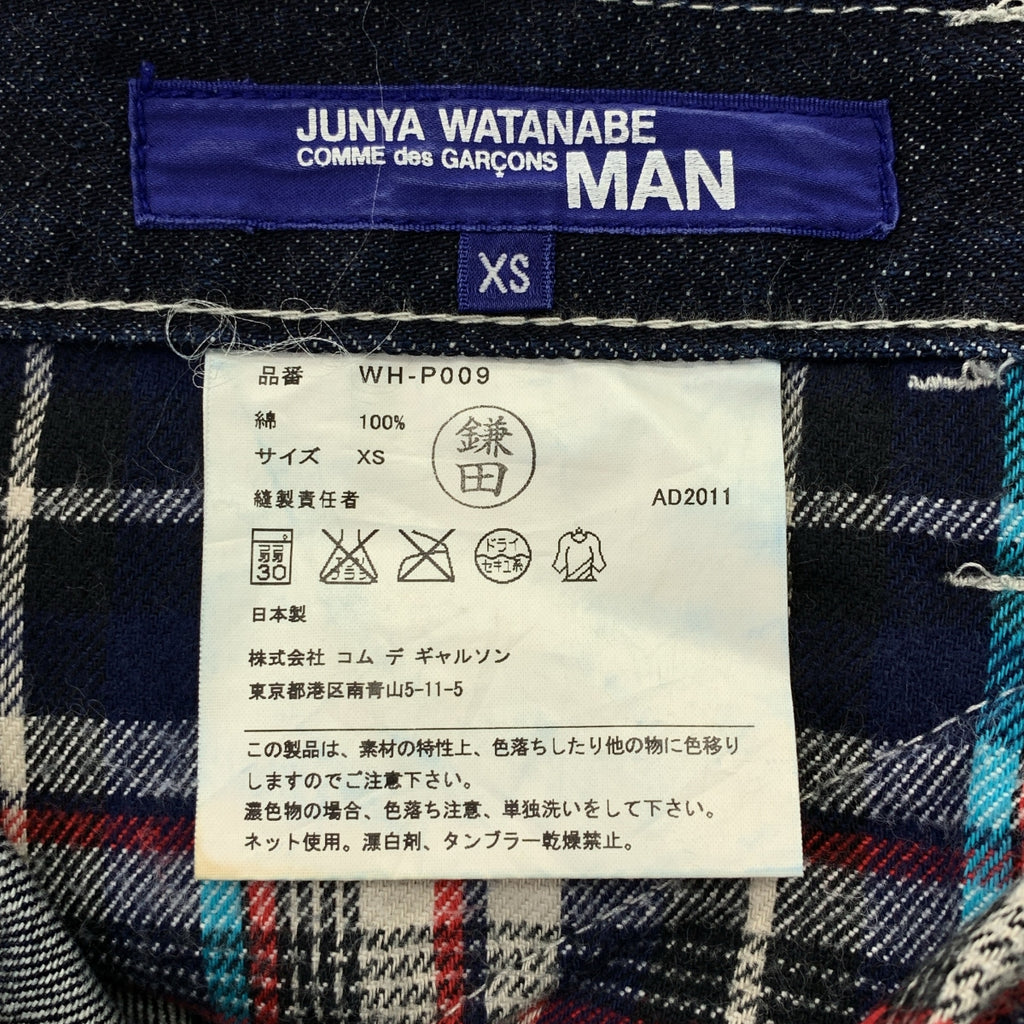 JUNYA WATANABE
COMME des GARÇONS MAN
XS
品番 WH-P009
綿 100%
サイズ XS
鎌田
縫製責任者 AD2011
弱 30
ドライ
セキユ系
日本製
株式会社 コム デ ギャルソン
東京都港区南青山5-11-5
この製品は、素材の特性上、色落ちしたり他の物に色移り
しますのでご注意下さい。
濃色物の場合、色落ち注意、単独洗いをして下さい。
ネット使用。漂白剤、タンブラー乾燥禁止。